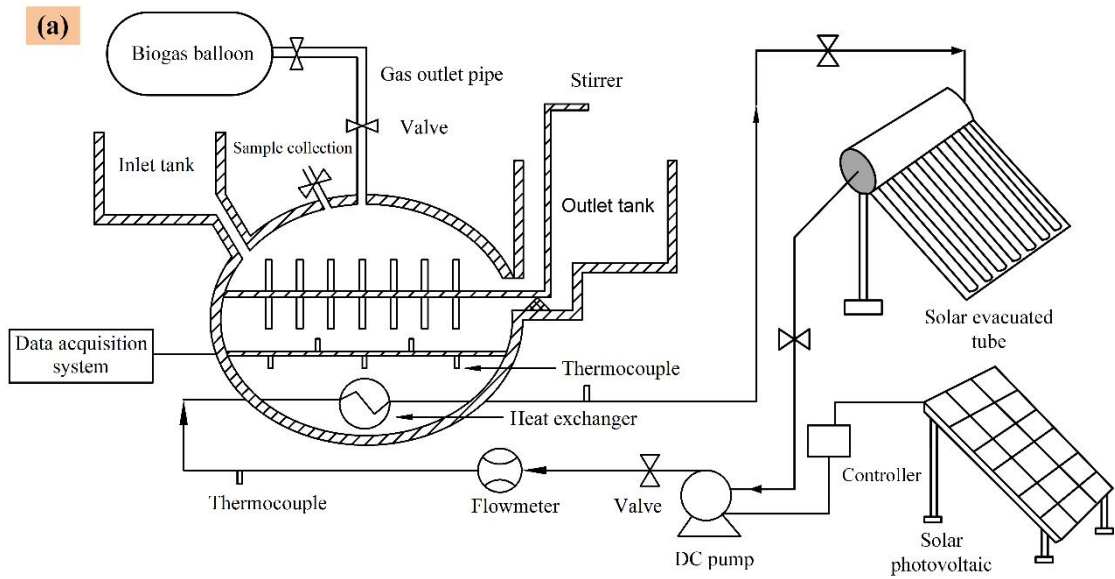 (a)
Biogas balloon
Gas outlet pipe
Stirrer
Valve
Sample collection
Inlet tank
Outlet tank
Solar evacuated
tube
Data acquisition
system
Thermocouple
Heat exchanger
Controller
Thermocouple
Flowmeter
Valve
DC pump
Solar
photovoltaic